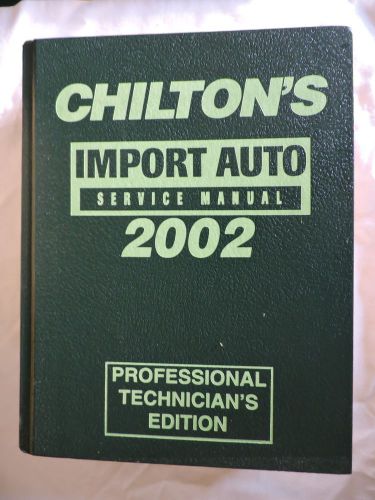 CHILTON'S
IMPORT AUTO
SERVICE MANUAL
2002
PROFESSIONAL
TECHNICIAN'S
EDITION